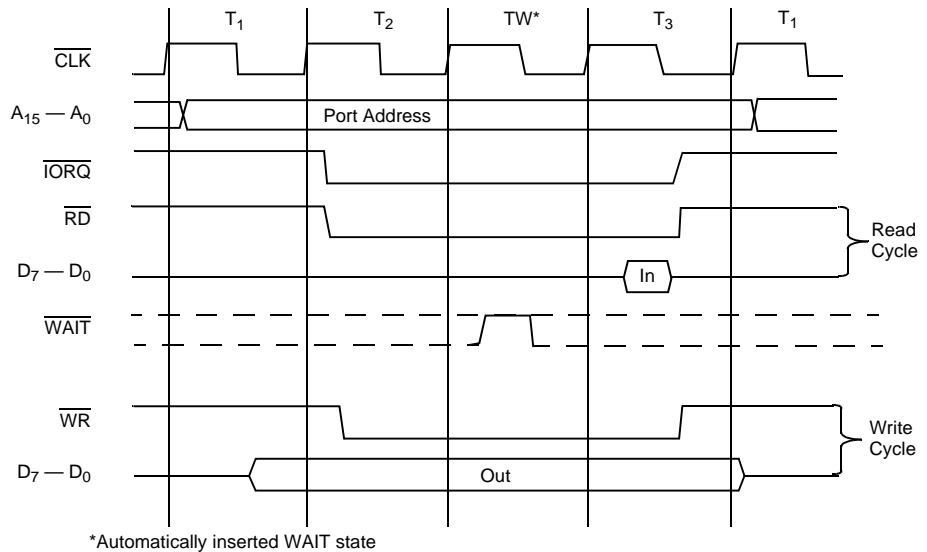 T1 T2 TW* T3 T1
CLK
A15 — A0 Port Address
IORQ
RD
Read
Cycle
D7 — D0 In
WAIT
WR
Write
Cycle
D7 — D0 Out
*Automatically inserted WAIT state